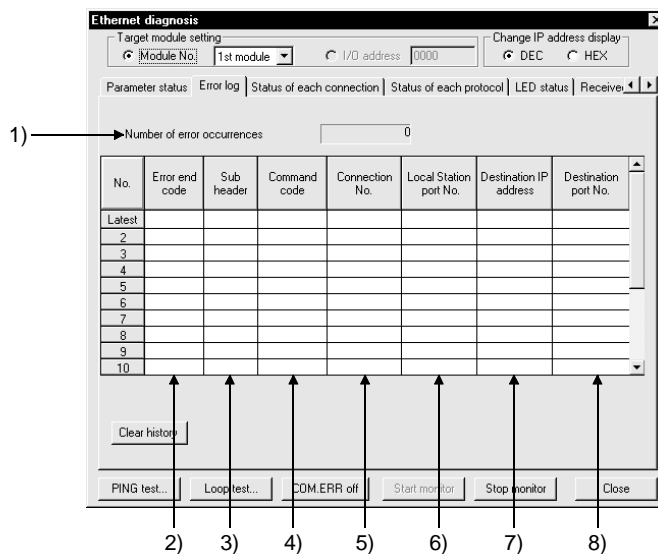 Ethernet diagnosis
Target module setting
Change IP address display
Module No. 1st module I/O address 0000 DEC HEX
Parameter status Error log Status of each connection Status of each protocol LED status Receive
1) Number of error occurrences 0
No. Error end code Sub header Command code Connection No. Local Station port No. Destination IP address Destination port No.
Latest
2
3
4
5
6
7
8
9
10
Clear history
PING test... Loop test... COM.ERR off Start monitor Stop monitor Close
2) 3) 4) 5) 6) 7) 8)